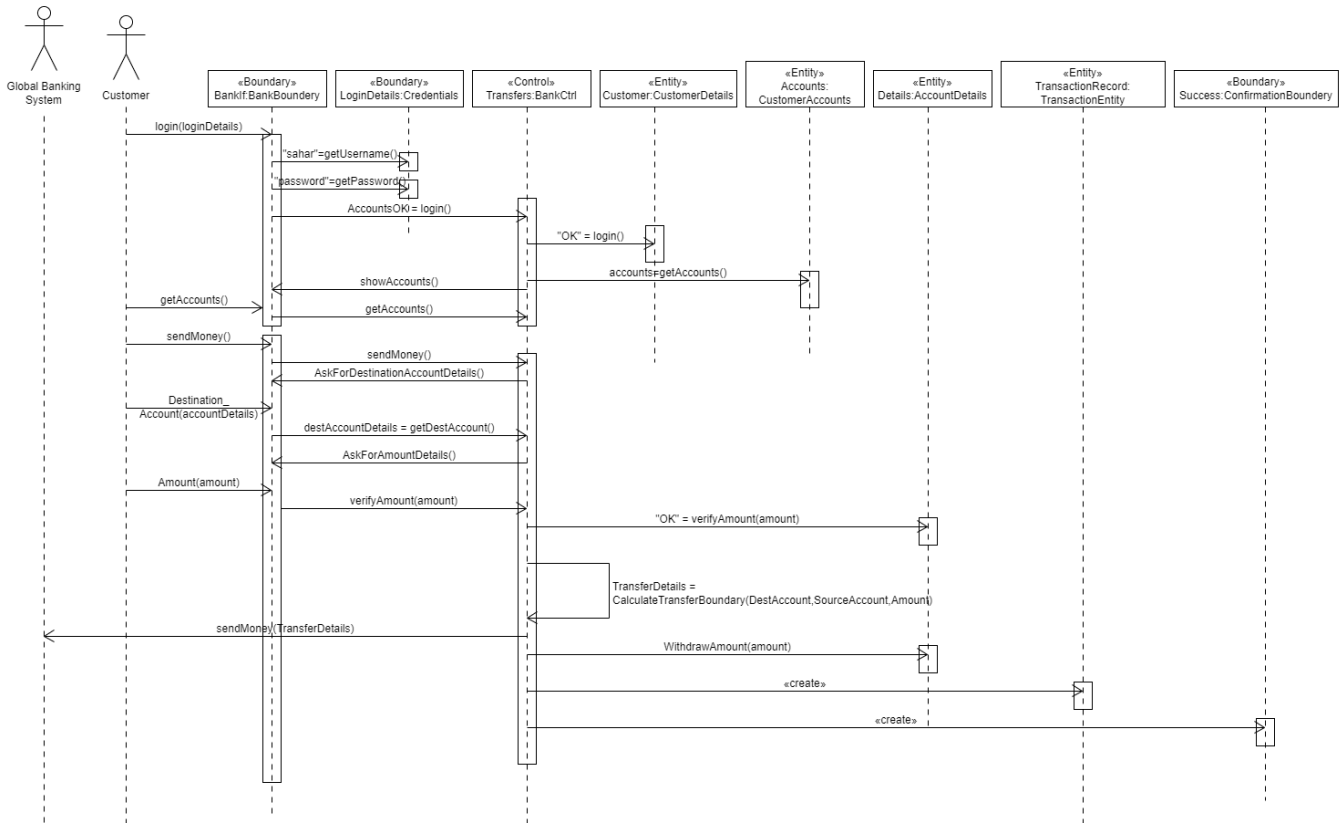 Global Banking
System
Customer
«Boundary»
BankIf:BankBoundery
«Boundary»
LoginDetails:Credentials
«Control»
Transfers:BankCtrl
«Entity»
Customer:CustomerDetails
«Entity»
Accounts:
CustomerAccounts
«Entity»
Details:AccountDetails
«Entity»
TransactionRecord:
TransactionEntity
«Boundary»
Success:ConfirmationBoundery
login(loginDetails)
"sahar"=getUsername()
"password"=getPassword()
AccountsOK = login()
"OK" = login()
accounts=getAccounts()
showAccounts()
getAccounts()
getAccounts()
sendMoney()
sendMoney()
AskForDestinationAccountDetails()
Destination_
Account(accountDetails)
destAccountDetails = getDestAccount()
AskForAmountDetails()
Amount(amount)
verifyAmount(amount)
"OK" = verifyAmount(amount)
TransferDetails =
CalculateTransferBoundary(DestAccount,SourceAccount,Amount)
sendMoney(TransferDetails)
WithdrawAmount(amount)
«create»
«create»